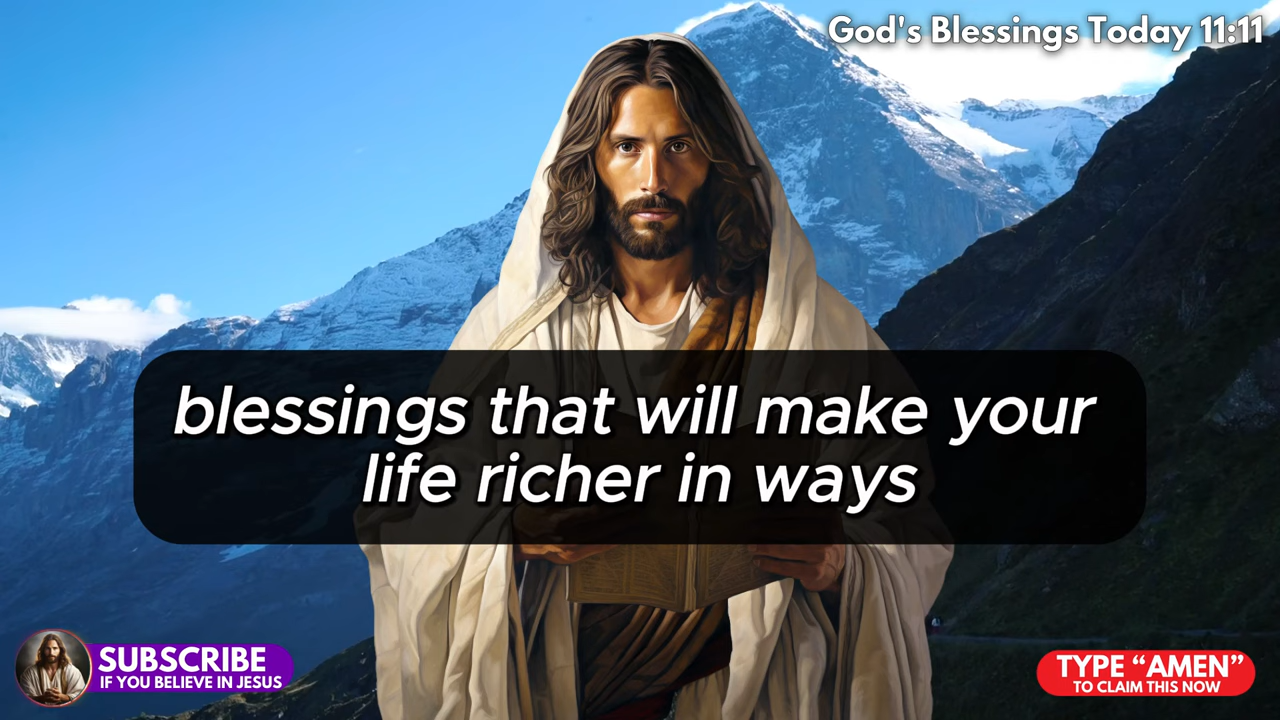 God's Blessings Today 11:11
blessings that will make your
life richer in ways
SUBSCRIBE
IF YOU BELIEVE IN JESUS
TYPE “AMEN”
TO CLAIM THIS NOW